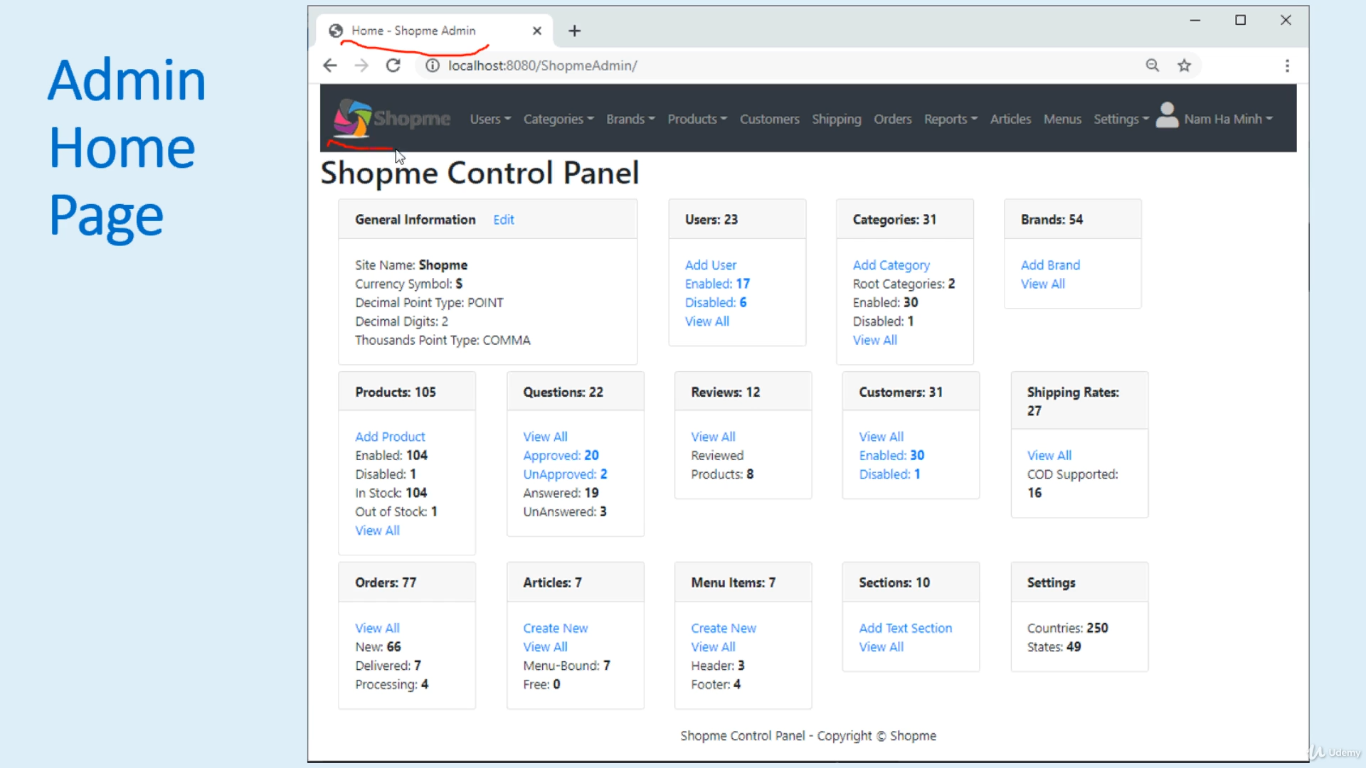 Admin
Home
Page
Home - Shopme Admin
localhost:8080/ShopmeAdmin/
Shopme
Users Categories Brands Products Customers Shipping Orders Reports Articles Menus Settings Nam Ha Minh
Shopme Control Panel
General Information Edit
Site Name: Shopme
Currency Symbol: $
Decimal Point Type: POINT
Decimal Digits: 2
Thousands Point Type: COMMA
Users: 23
Add User
Enabled: 17
Disabled: 6
View All
Categories: 31
Add Category
Root Categories: 2
Enabled: 30
Disabled: 1
View All
Brands: 54
Add Brand
View All
Products: 105
Add Product
Enabled: 104
Disabled: 1
In Stock: 104
Out of Stock: 1
View All
Questions: 22
View All
Approved: 20
UnApproved: 2
Answered: 19
UnAnswered: 3
Reviews: 12
View All
Reviewed
Products: 8
Customers: 31
View All
Enabled: 30
Disabled: 1
Shipping Rates:
27
View All
COD Supported:
16
Orders: 77
View All
New: 66
Delivered: 7
Processing: 4
Articles: 7
Create New
View All
Menu-Bound: 7
Free: 0
Menu Items: 7
Create New
View All
Header: 3
Footer: 4
Sections: 10
Add Text Section
View All
Settings
Countries: 250
States: 49
Shopme Control Panel - Copyright © Shopme
Udemy